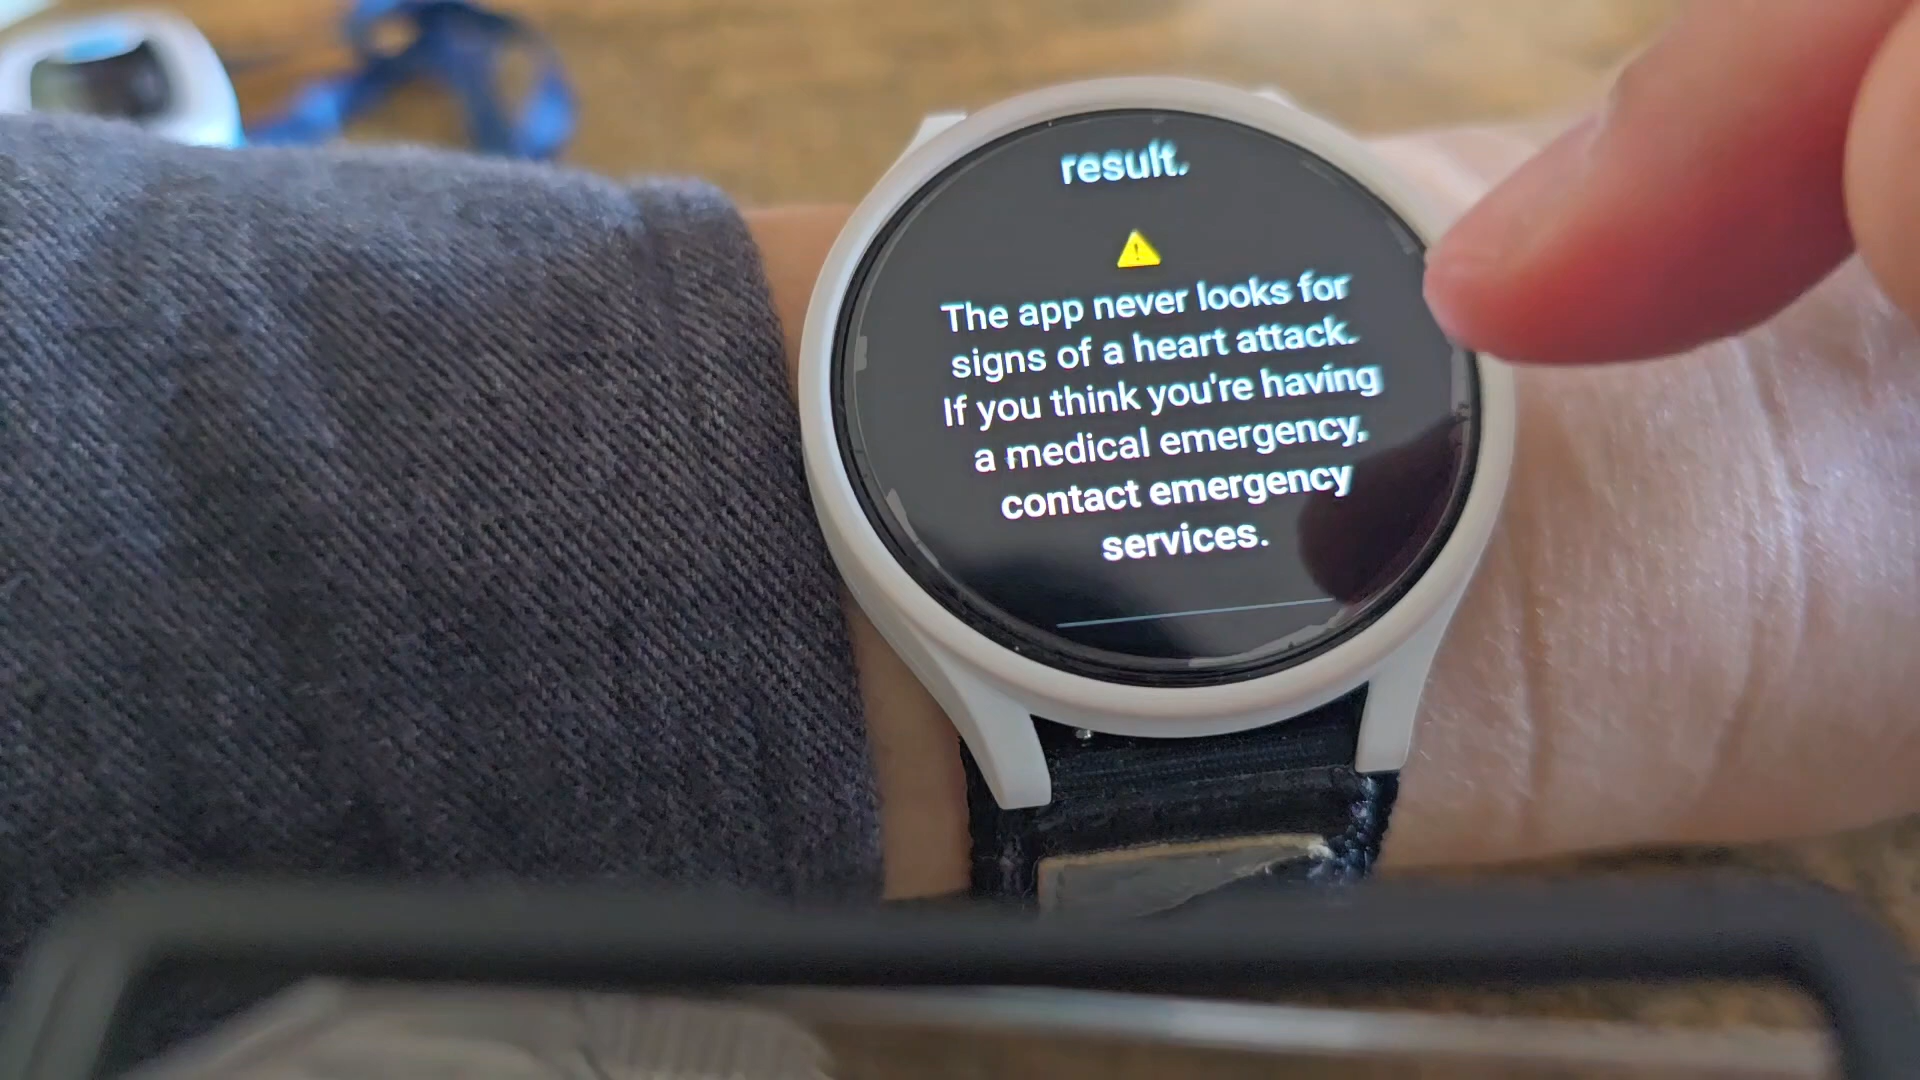 result.
The app never looks for
signs of a heart attack.
If you think you're having
a medical emergency,
contact emergency
services.